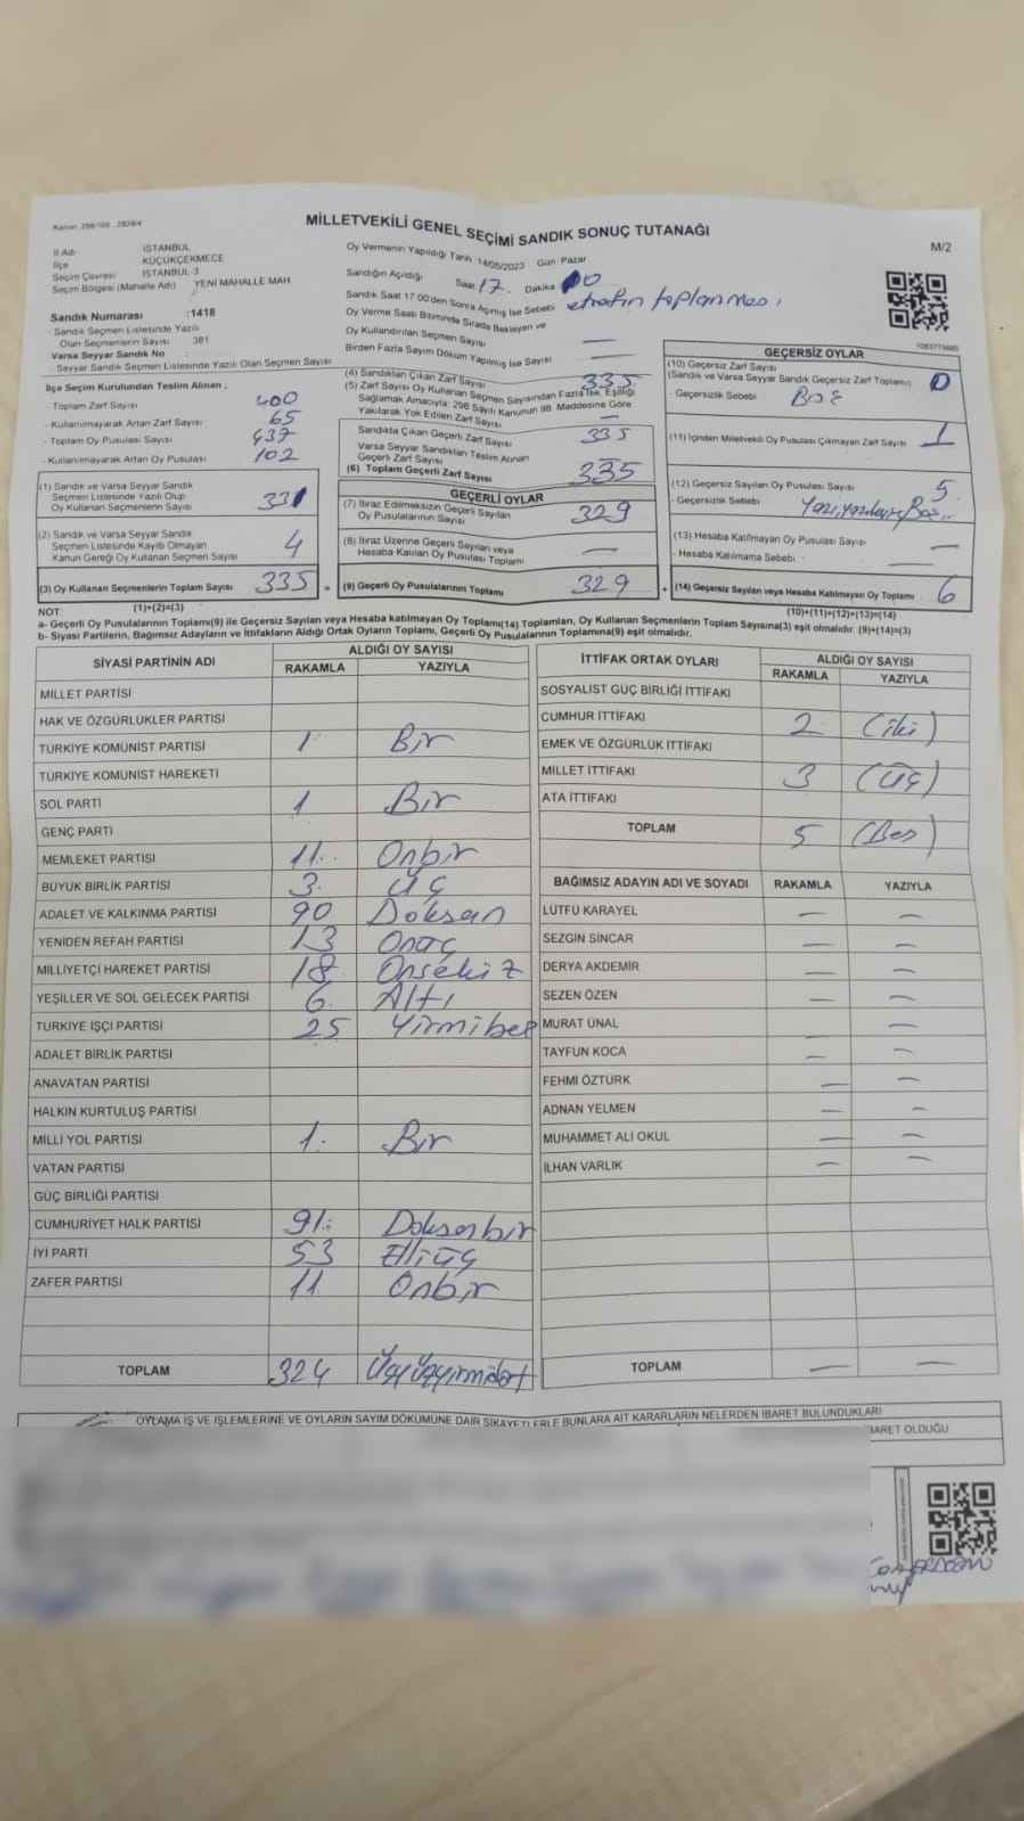 MİLLETVEKİLİ GENEL SEÇİMİ SANDIK SONUÇ TUTANAĞI
M/2
İl Adı İSTANBUL
İlçe KÜÇÜKÇEKMECE
Seçim Çevresi İSTANBUL-3
Seçim Bölgesi (Mahalle Adı) YENİ MAHALLE MAH
Sandık Numarası :1418
Sandık Seçmen Listesinde Yazılı
Olan Seçmenlerin Sayısı 381
Varsa Seyyar Sandık No
Seyyar Sandık Seçmen Listesinde Yazılı Olan Seçmen Sayısı
Oy Vermenin Yapıldığı Tarih 14/05/2023 Gün Pazar
Sandığın Açıldığı Saat 17. Dakika 00
Sandık Saat 17.00'den Sonra Açılmış İse Sebebi etrafın toplanması
Oy Verme Saati Bitiminde Sırada Bekleyen ve
Oy Kullandırılan Seçmen Sayısı —
Birden Fazla Sayım Döküm Yapılmış İse Sayısı —
İlçe Seçim Kurulundan Teslim Alınan ;
- Toplam Zarf Sayısı 400
- Kullanılmayarak Artan Zarf Sayısı 65
- Toplam Oy Pusulası Sayısı 437
- Kullanılmayarak Artan Oy Pusulası 102
(1) Sandık ve Varsa Seyyar Sandık
Seçmen Listesinde Yazılı Olup
Oy Kullanan Seçmenlerin Sayısı 331
(2) Sandık ve Varsa Seyyar Sandık
Seçmen Listesinde Kayıtlı Olmayan
Kanun Gereği Oy Kullanan Seçmen Sayısı 4
(3) Oy Kullanan Seçmenlerin Toplam Sayısı 335
(1)+(2)=(3)
(4) Sandıktan Çıkan Zarf Sayısı 335
(5) Zarf Sayısı Oy Kullanan Seçmen Sayısından Fazla İse, Eşitliği
Sağlamak Amacıyla; 298 Sayılı Kanunun 98. Maddesine Göre
Yakılarak Yok Edilen Zarf Sayısı —
Sandıkta Çıkan Geçerli Zarf Sayısı 335
Varsa Seyyar Sandıktan Teslim Alınan
Geçerli Zarf Sayısı
(6) Toplam Geçerli Zarf Sayısı 335
GEÇERLİ OYLAR
(7) İtiraz Edilmeksizin Geçerli Sayılan
Oy Pusulalarının Sayısı 329
(8) İtiraz Üzerine Geçerli Sayılan veya
Hesaba Katılan Oy Pusulası Toplamı —
(9) Geçerli Oy Pusulalarının Toplamı 329
GEÇERSİZ OYLAR
(10) Geçersiz Zarf Sayısı
(Sandık ve Varsa Seyyar Sandık Geçersiz Zarf Toplamı) 0
- Geçersizlik Sebebi
(11) İçinden Milletvekili Oy Pusulası Çıkmayan Zarf Sayısı 1
(12) Geçersiz Sayılan Oy Pusulası Sayısı 5
- Geçersizlik Sebebi
(13) Hesaba Katılmayan Oy Pusulası Sayısı —
- Hesaba Katılmama Sebebi —
(14) Geçersiz Sayılan veya Hesaba Katılmayan Oy Toplamı 6
(10)+(11)+(12)+(13)=(14)
NOT
a- Geçerli Oy Pusulalarının Toplamı(9) ile Geçersiz Sayılan veya Hesaba katılmayan Oy Toplamı(14) Toplamları, Oy Kullanan Seçmenlerin Toplam Sayısına(3) eşit olmalıdır. (9)+(14)=(3)
b- Siyasi Partilerin, Bağımsız Adayların ve İttifakların Aldığı Ortak Oyların Toplamı, Geçerli Oy Pusulalarının Toplamına(9) eşit olmalıdır.
SİYASİ PARTİNİN ADI ALDIĞI OY SAYISI
RAKAMLA YAZIYLA
MİLLET PARTİSİ
HAK VE ÖZGÜRLÜKLER PARTİSİ
TÜRKİYE KOMÜNİST PARTİSİ 1 Bir
TÜRKİYE KOMÜNİST HAREKETİ
SOL PARTİ 1 Bir
GENÇ PARTİ
MEMLEKET PARTİSİ 11 Onbir
BÜYÜK BİRLİK PARTİSİ 3 Üç
ADALET VE KALKINMA PARTİSİ 90 Doksan
YENİDEN REFAH PARTİSİ 13 Onüç
MİLLİYETÇİ HAREKET PARTİSİ 18 Onsekiz
YEŞİLLER VE SOL GELECEK PARTİSİ 6 Altı
TÜRKİYE İŞÇİ PARTİSİ 25 Yirmibeş
ADALET BİRLİK PARTİSİ
ANAVATAN PARTİSİ
HALKIN KURTULUŞ PARTİSİ
MİLLİ YOL PARTİSİ 1 Bir
VATAN PARTİSİ
GÜÇ BİRLİĞİ PARTİSİ
CUMHURİYET HALK PARTİSİ 91 Doksanbir
İYİ PARTİ 53 Elliüç
ZAFER PARTİSİ 11 Onbir
TOPLAM 324 Üçyüzyirmidört
İTTİFAK ORTAK OYLARI ALDIĞI OY SAYISI
RAKAMLA YAZIYLA
SOSYALİST GÜÇ BİRLİĞİ İTTİFAKI
CUMHUR İTTİFAKI 2 (iki)
EMEK VE ÖZGÜRLÜK İTTİFAKI
MİLLET İTTİFAKI 3 (Üç)
ATA İTTİFAKI
TOPLAM 5 (Beş)
BAĞIMSIZ ADAYIN ADI VE SOYADI RAKAMLA YAZIYLA
LÜTFÜ KARAYEL — —
SEZGİN SİNCAR — —
DERYA AKDEMİR — —
SEZEN ÖZEN — —
MURAT ÜNAL — —
TAYFUN KOCA — —
FEHMİ ÖZTÜRK — —
ADNAN YELMEN — —
MUHAMMET ALİ OKUL — —
İLHAN VARLIK — —
TOPLAM — —
OYLAMA İŞ VE İŞLEMLERİNE VE OYLARIN SAYIM DÖKÜMÜNE DAİR ŞİKAYETLERLE BUNLARA AİT KARARLARIN NELERDEN İBARET BULUNDUKLARI
BARET OLDUĞU